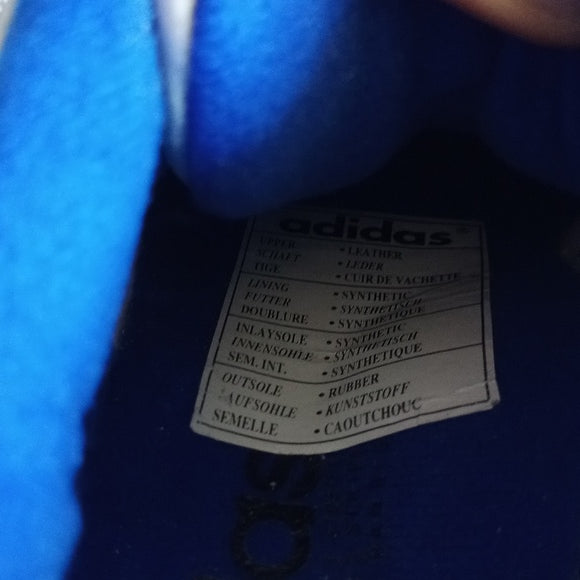 adidas®
UPPER • LEATHER
SCHAFT • LEDER
TIGE • CUIR DE VACHETTE
LINING • SYNTHETIC
FUTTER • SYNTHETISCH
DOUBLURE • SYNTHETIQUE
INLAYSOLE • SYNTHETIC
INNENSOHLE • SYNTHETISCH
SEM. INT. • SYNTHETIQUE
OUTSOLE • RUBBER
LAUFSOHLE • KUNSTSTOFF
SEMELLE • CAOUTCHOUC